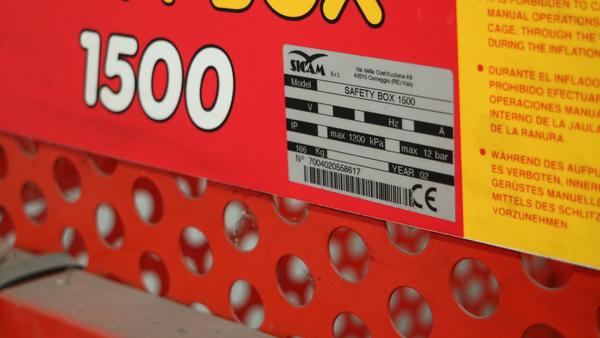 BOX
1500
SICAM S.r.l.
Via della Costituzione 49
42015 Correggio (RE) Italy
Model SAFETY BOX 1500
V Hz A
IP max 1200 kPa max 12 bar
166 Kg
N° 7004020558617 YEAR 02
CE
MANUAL OPERATIONS
CAGE, THROUGH THE
DURING THE INFLATION
• DURANTE EL INFLADO
PROHIBIDO EFECTUAR
OPERACIONES MANUA
INTERNO DE LA JAULA
DE LA RANURA
• WÄHREND DES AUFPU
ES VERBOTEN, INNERH
GERÜSTES MANUELLE
MITTELS DES SCHLITZ
VORZUNEHMEN